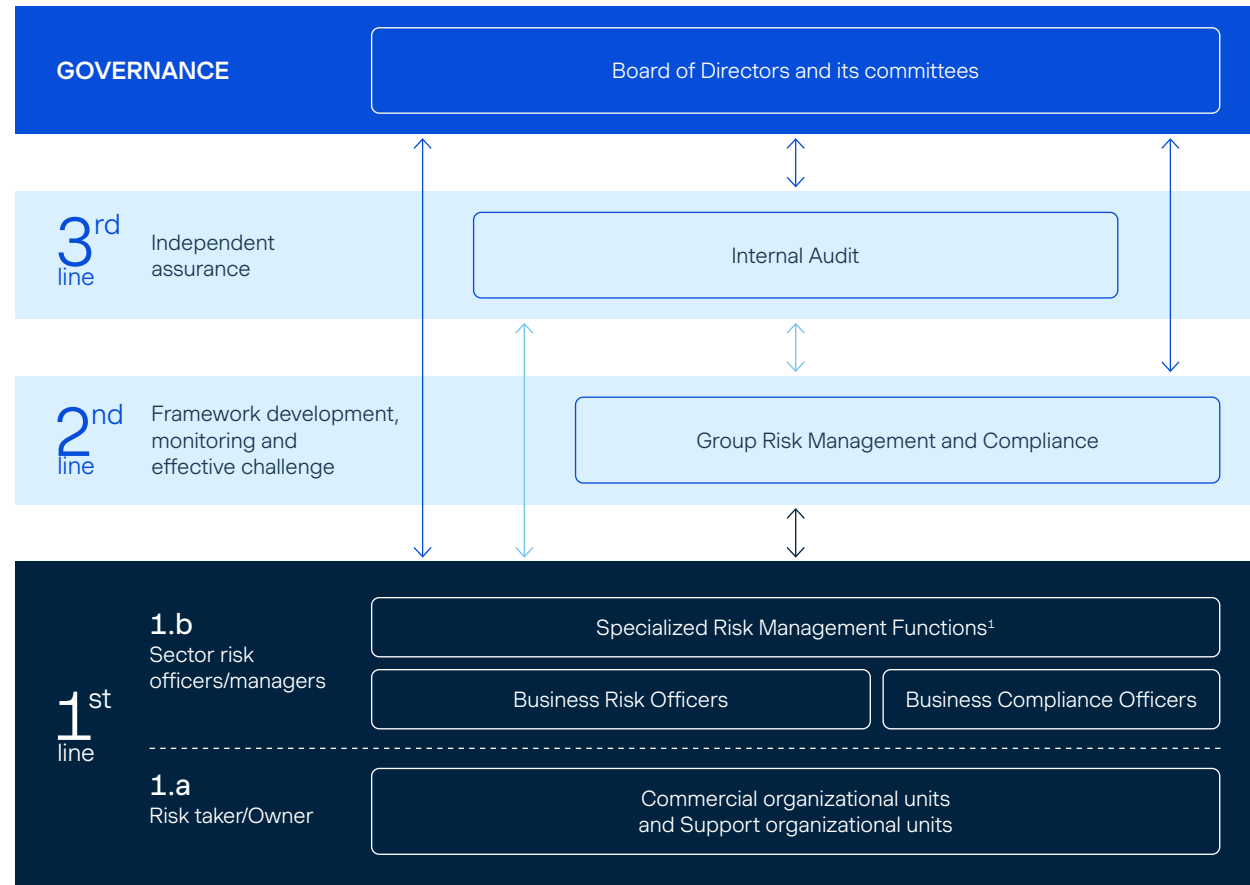 GOVERNANCE
Board of Directors and its committees
3rd
line
Independent
assurance
Internal Audit
2nd
line
Framework development,
monitoring and
effective challenge
Group Risk Management and Compliance
1st
line
1.b
Sector risk
officers/managers
Specialized Risk Management Functions¹
Business Risk Officers
Business Compliance Officers
1.a
Risk taker/Owner
Commercial organizational units
and Support organizational units